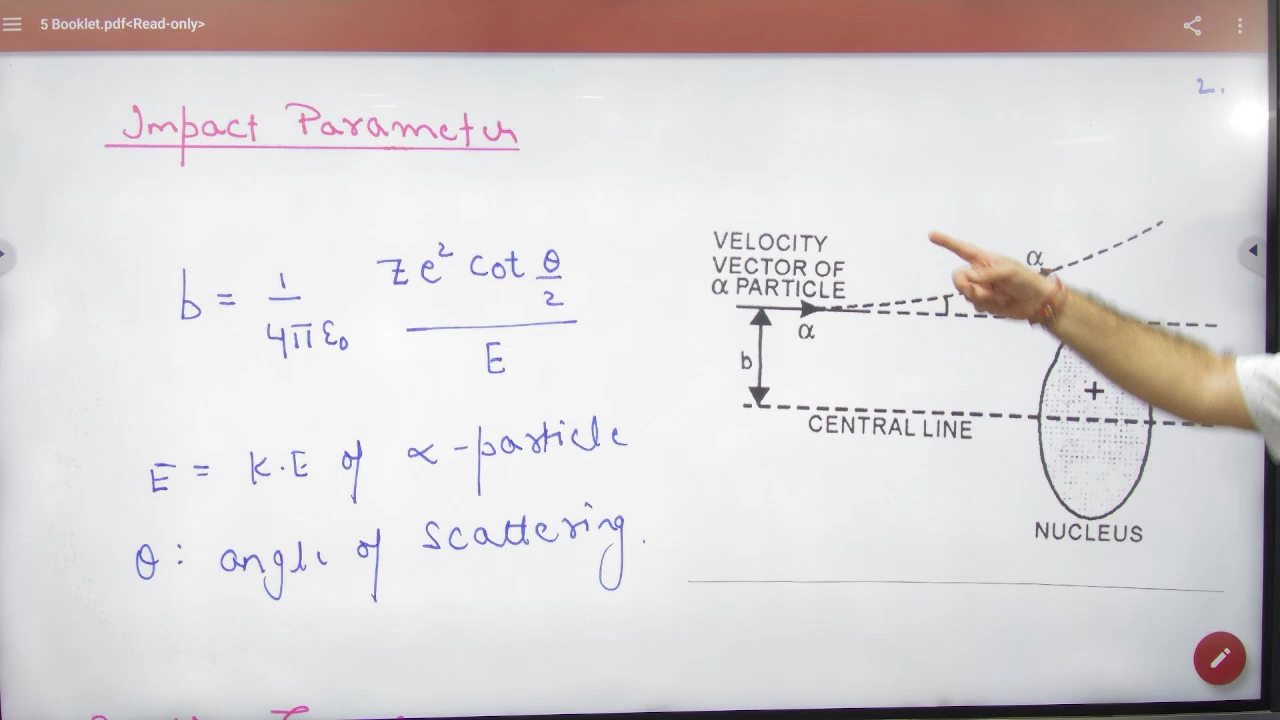 5 Booklet.pdf<Read-only>
2.
Impact Parameter
b = 1/4πε₀ Ze² cot θ/2 / E
E = K.E of α-particle
θ: angle of scattering.
VELOCITY
VECTOR OF
α PARTICLE
α
α
b
+
CENTRAL LINE
NUCLEUS